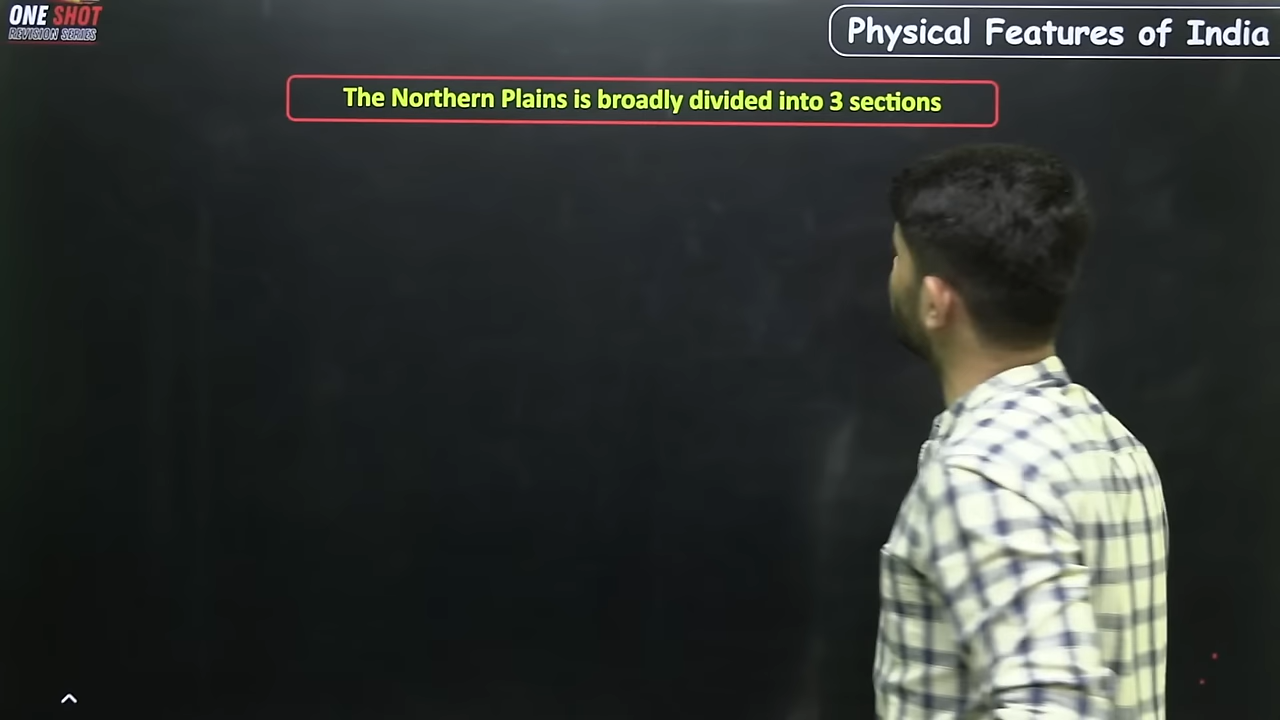 ONE SHOT
REVISION SERIES
Physical Features of India
The Northern Plains is broadly divided into 3 sections